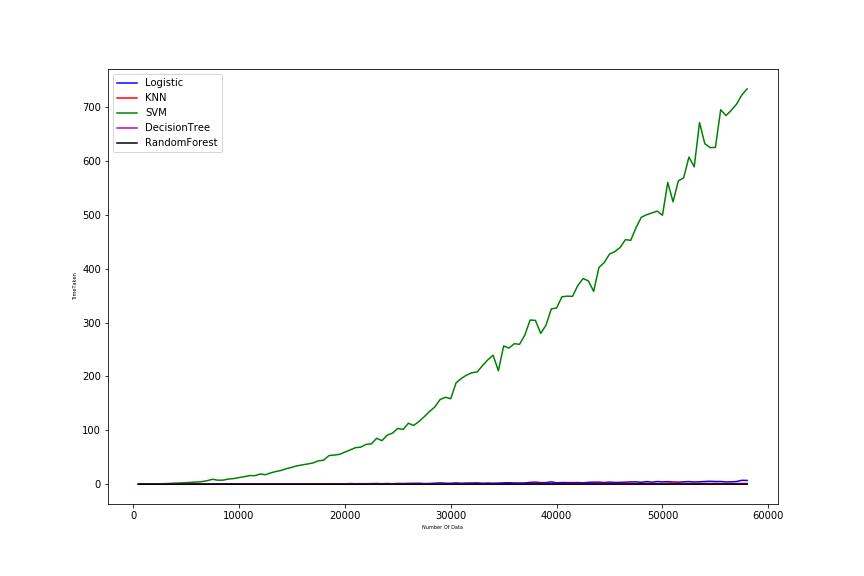 Logistic
KNN
SVM
DecisionTree
RandomForest
700
600
500
400
300
200
100
0
TimeTaken
0 10000 20000 30000 40000 50000 60000
Number Of Data